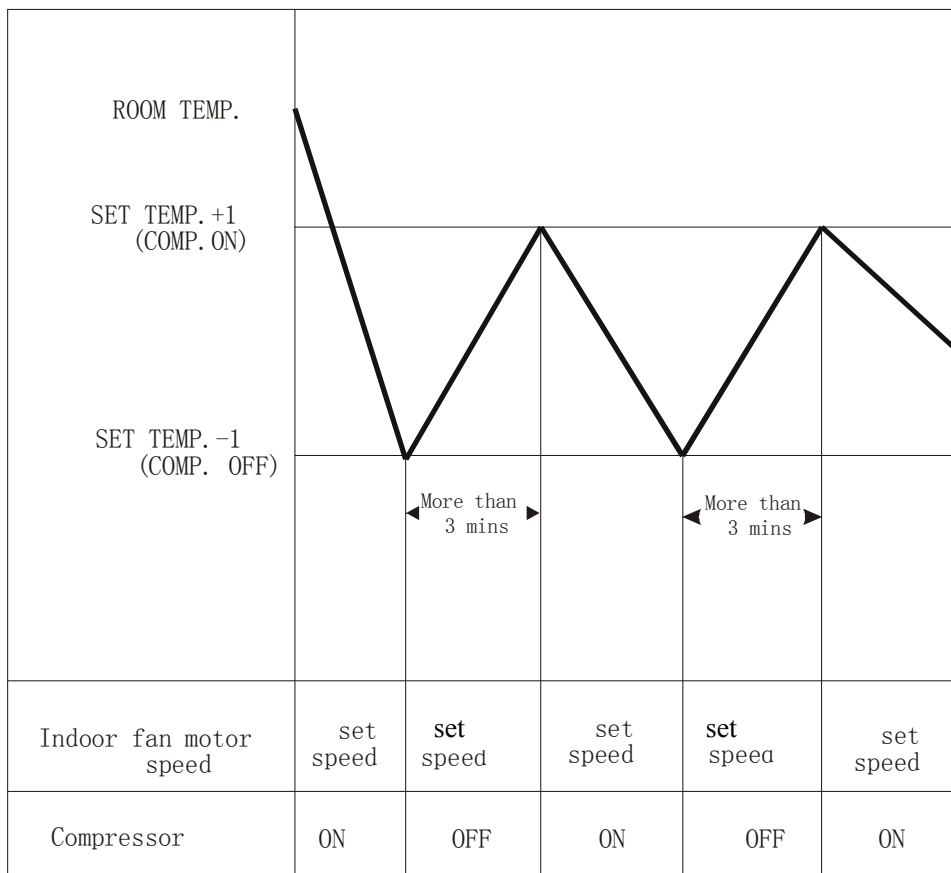 ROOM TEMP.
SET TEMP.+1
(COMP.ON)
SET TEMP.-1
(COMP. OFF)
More than
3 mins
More than
3 mins
Indoor fan motor
speed
set
speed
set
speed
set
speed
set
speed
set
speed
Compressor
ON
OFF
ON
OFF
ON